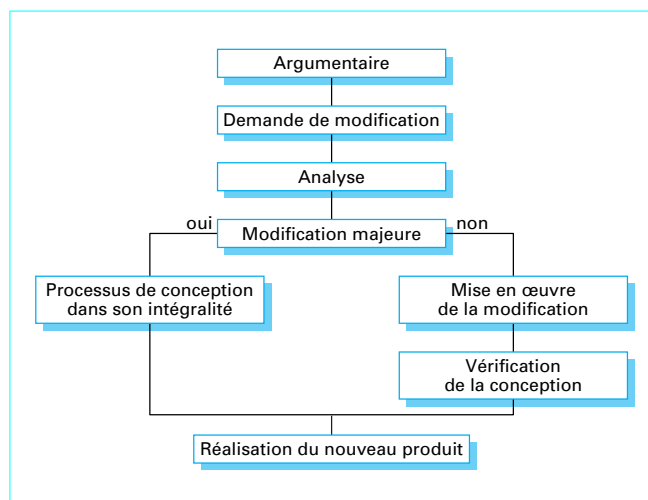 Argumentaire
Demande de modification
Analyse
oui
Modification majeure
non
Processus de conception
dans son intégralité
Mise en œuvre
de la modification
Vérification
de la conception
Réalisation du nouveau produit